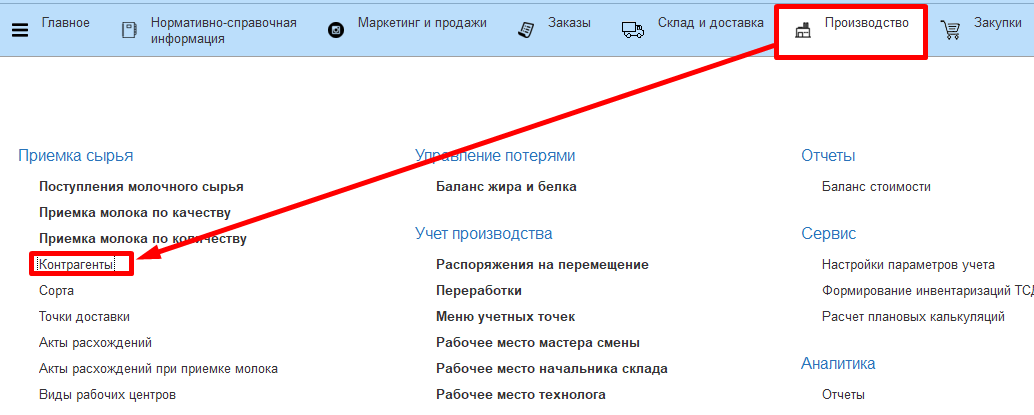 Главное
Нормативно-справочная
информация
Маркетинг и продажи
Заказы
Склад и доставка
Производство
Закупки
Приемка сырья
Поступления молочного сырья
Приемка молока по качеству
Приемка молока по количеству
Контрагенты
Сорта
Точки доставки
Акты расхождений
Акты расхождений при приемке молока
Виды рабочих центров
Управление потерями
Баланс жира и белка
Учет производства
Распоряжения на перемещение
Переработки
Меню учетных точек
Рабочее место мастера смены
Рабочее место начальника склада
Рабочее место технолога
Отчеты
Баланс стоимости
Сервис
Настройки параметров учета
Формирование инвентаризаций ТСД
Расчет плановых калькуляций
Аналитика
Отчеты